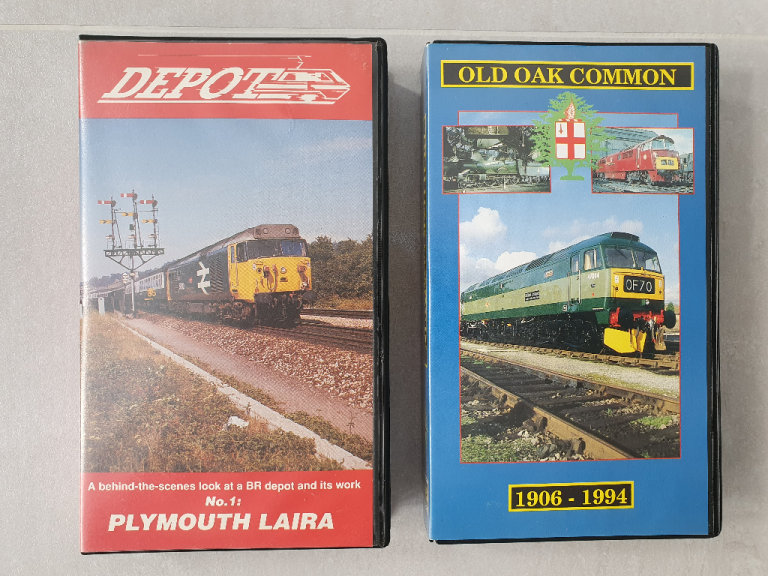 DEPOT
A behind-the-scenes look at a BR depot and its work
No.1:
PLYMOUTH LAIRA
OLD OAK COMMON
OF70
1906 - 1994